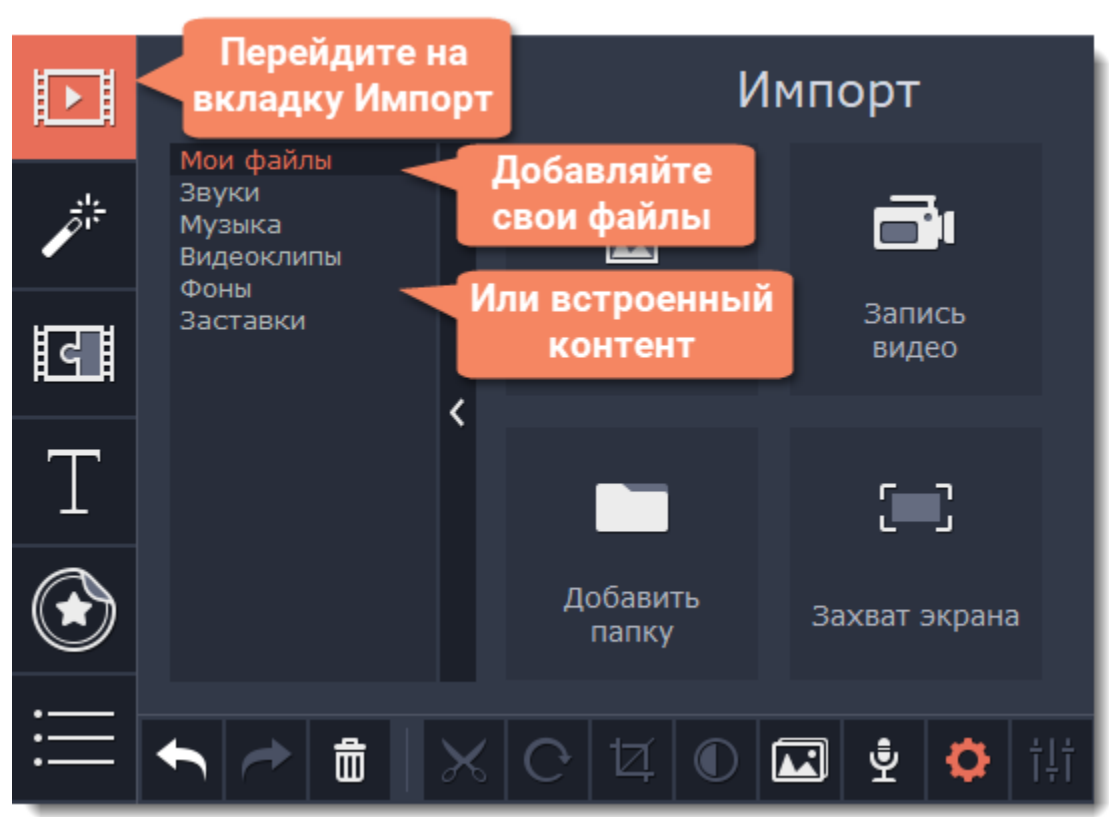 Перейдите на
вкладку Импорт
Импорт
Мои файлы
Звуки
Музыка
Видеоклипы
Фоны
Заставки
Добавляйте
свои файлы
Или встроенный
контент
Запись
видео
Добавить
папку
Захват экрана